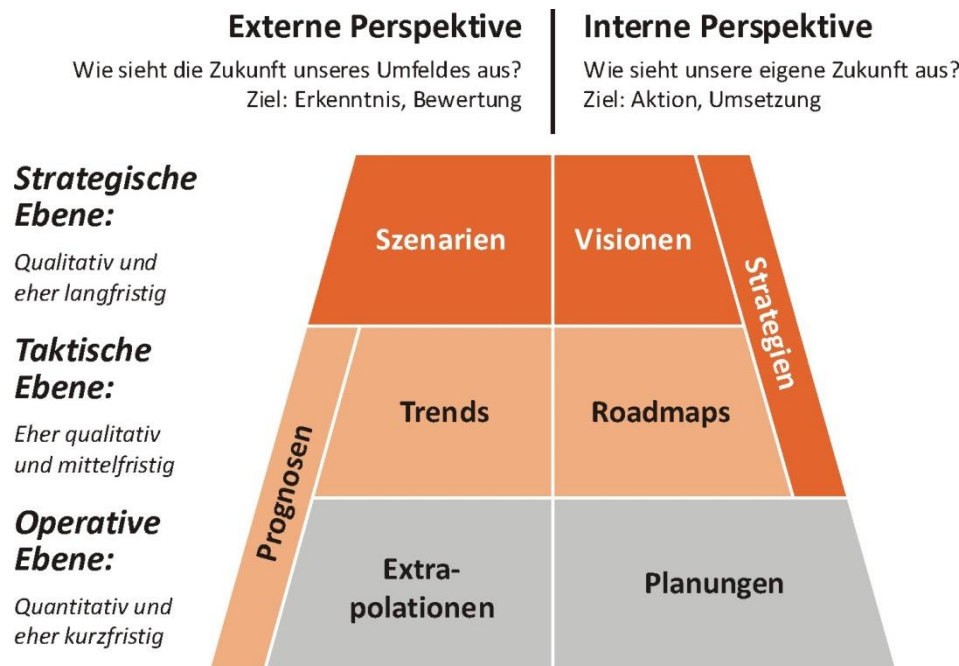 Externe Perspektive
Wie sieht die Zukunft unseres Umfeldes aus?
Ziel: Erkenntnis, Bewertung
Interne Perspektive
Wie sieht unsere eigene Zukunft aus?
Ziel: Aktion, Umsetzung
Strategische
Ebene:
Qualitativ und
eher langfristig
Szenarien
Visionen
Strategien
Taktische
Ebene:
Eher qualitativ
und mittelfristig
Prognosen
Trends
Roadmaps
Operative
Ebene:
Quantitativ und
eher kurzfristig
Extra-
polationen
Planungen